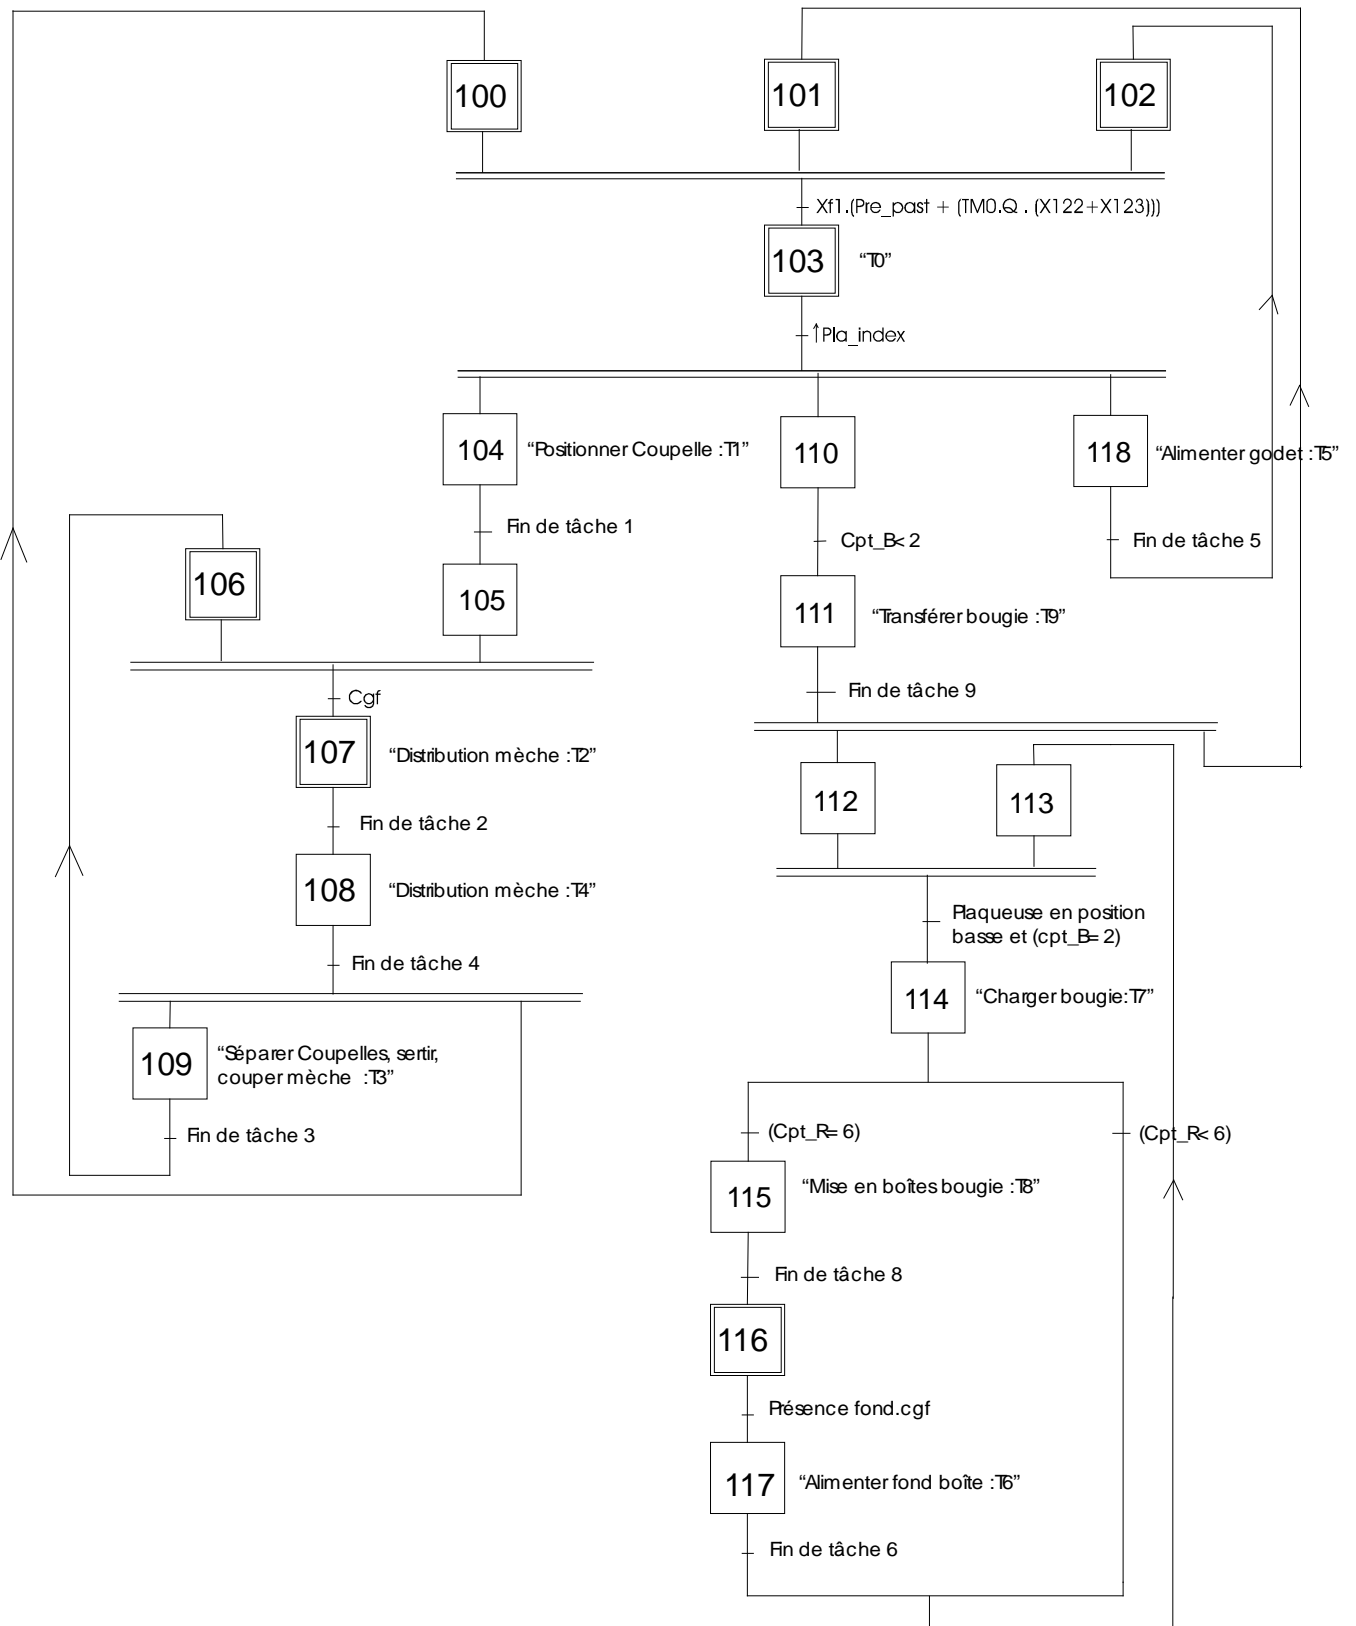 100
101
102
Xf1.(Pre_past + (TM0.Q . (X122+X123)))
103
“T0”
↑Pla_index
104
“Positionner Coupelle :T1”
110
118
“Alimenter godet :T5”
Fin de tâche 1
Cpt_B< 2
Fin de tâche 5
106
105
111
“Transférer bougie :T9”
Cgf
Fin de tâche 9
107
“Distribution mèche :T2”
112
113
Fin de tâche 2
108
“Distribution mèche :T4”
Plaqueuse en position
basse et (cpt_B= 2)
Fin de tâche 4
114
“Charger bougie:T7”
109
“Séparer Coupelles, sertir,
couper mèche :T3”
Fin de tâche 3
(Cpt_R= 6)
(Cpt_R< 6)
115
“Mise en boîtes bougie :T8”
Fin de tâche 8
116
Présence fond.cgf
117
“Alimenter fond boîte :T6”
Fin de tâche 6